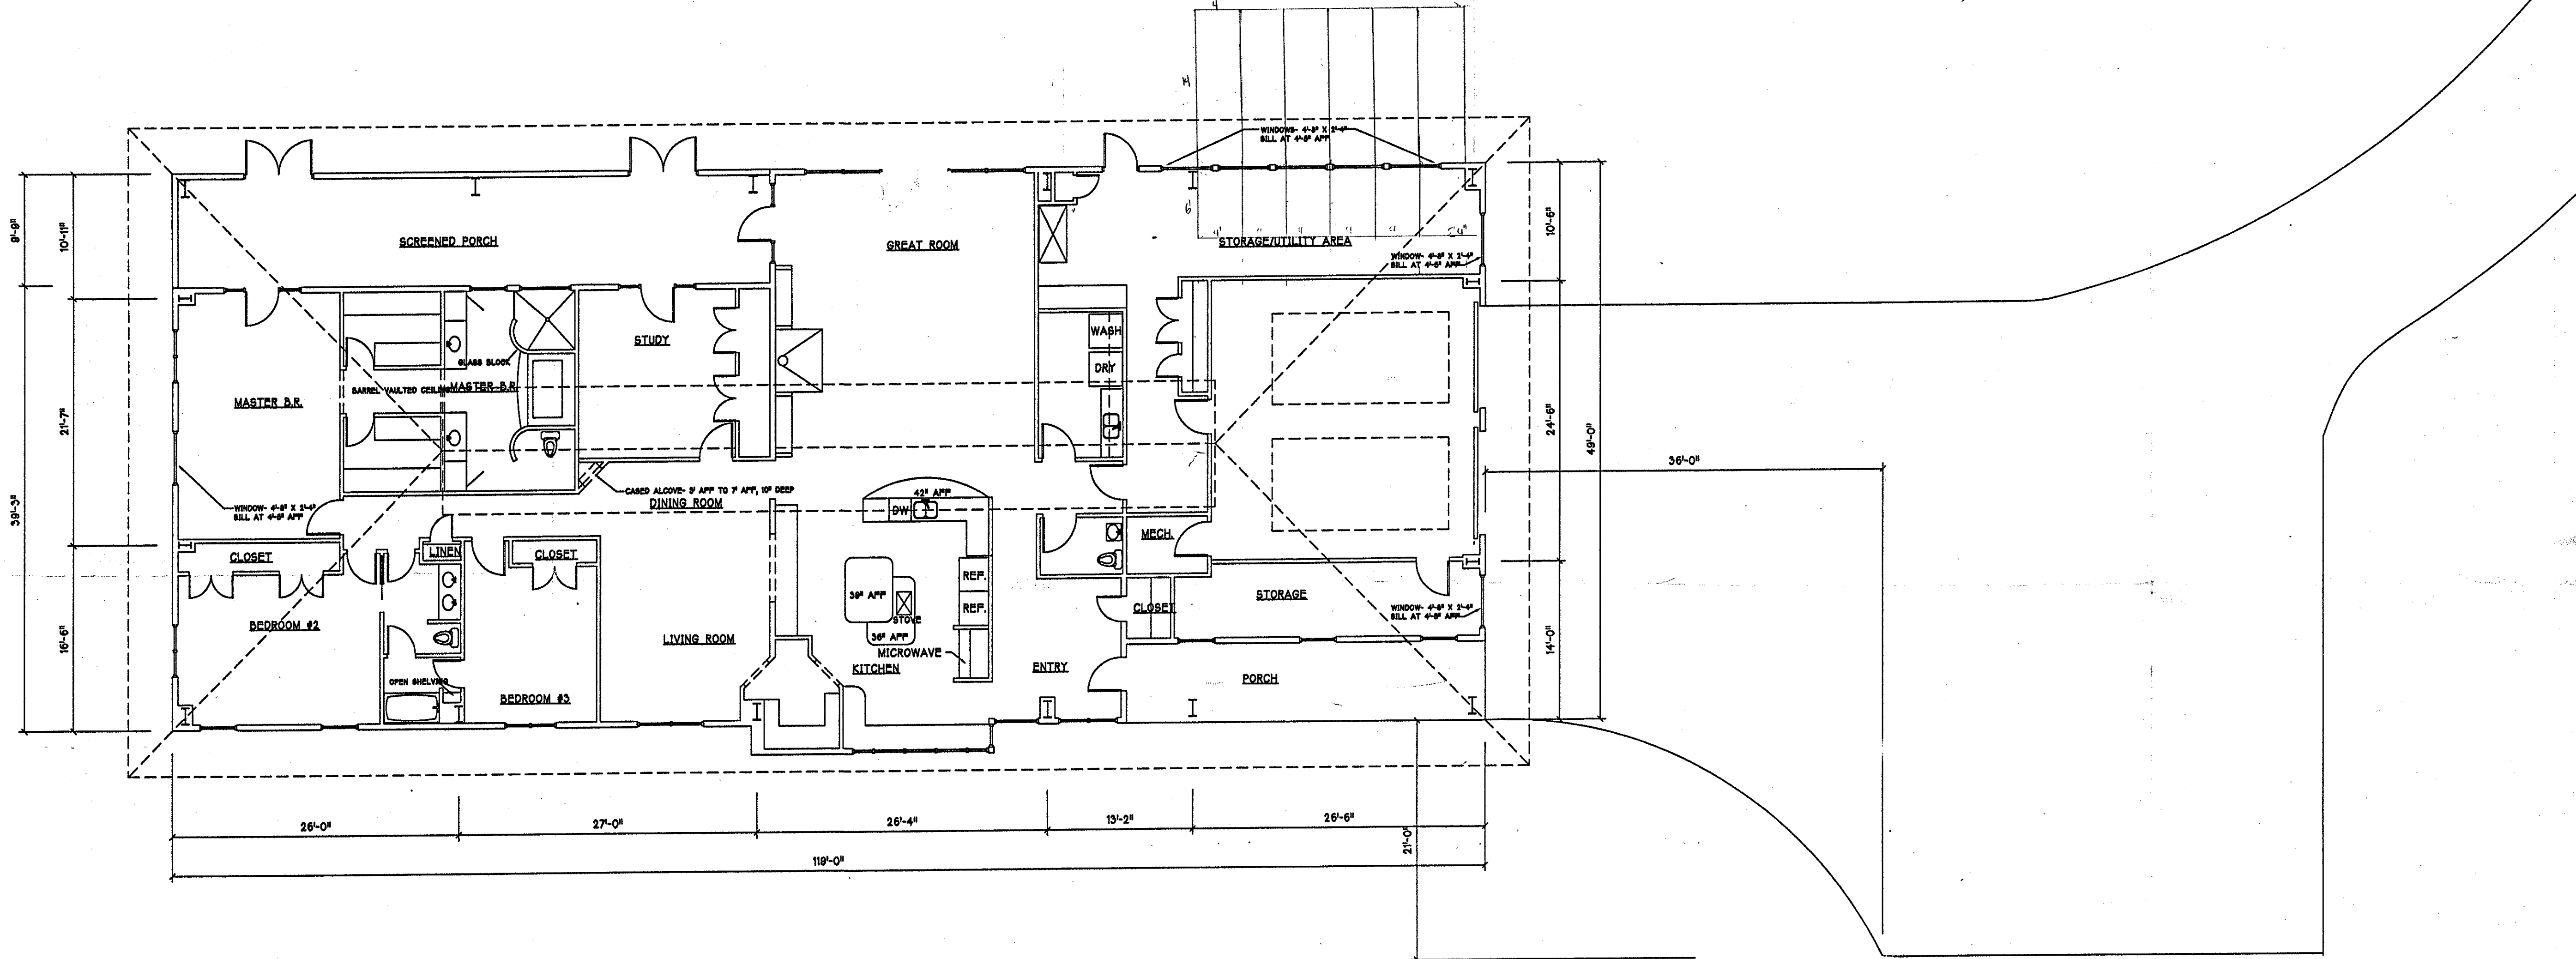 WINDOWS- 4'-8" X 2'-4"
SILL AT 4'-8" AFF
14
6'
4'
4
4
24"
SCREENED PORCH
GREAT ROOM
STORAGE/UTILITY AREA
WINDOW- 4'-8" X 2'-4"
SILL AT 4'-8" AFF
9'-9"
10'-11"
10'-6"
STUDY
WASH
DRY
GLASS BLOCK
BARREL VAULTED CEILING
MASTER B.R.
MASTER B.R.
21'-7"
24'-6"
49'-0"
36'-0"
39'-3"
CASED ALCOVE- 3' AFF TO 7' AFF, 10" DEEP
DINING ROOM
42" AFF
DW
WINDOW- 4'-8" X 2'-4"
SILL AT 4'-8" AFF
MECH.
CLOSET
LINEN
CLOSET
REF.
39" AFF
REF.
STOVE
36" AFF
CLOSET
STORAGE
WINDOW- 4'-8" X 2'-4"
SILL AT 4'-8" AFF
BEDROOM #2
LIVING ROOM
MICROWAVE
KITCHEN
ENTRY
PORCH
16'-6"
14'-0"
OPEN SHELVING
BEDROOM #3
26'-0"
27'-0"
26'-4"
13'-2"
26'-6"
21'-0"
119'-0"